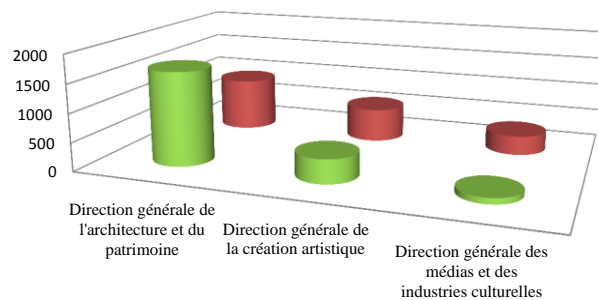 2000
1500
1000
500
0
Direction générale de
l'architecture et du
patrimoine
Direction générale de
la création artistique
Direction générale des
médias et des
industries culturelles